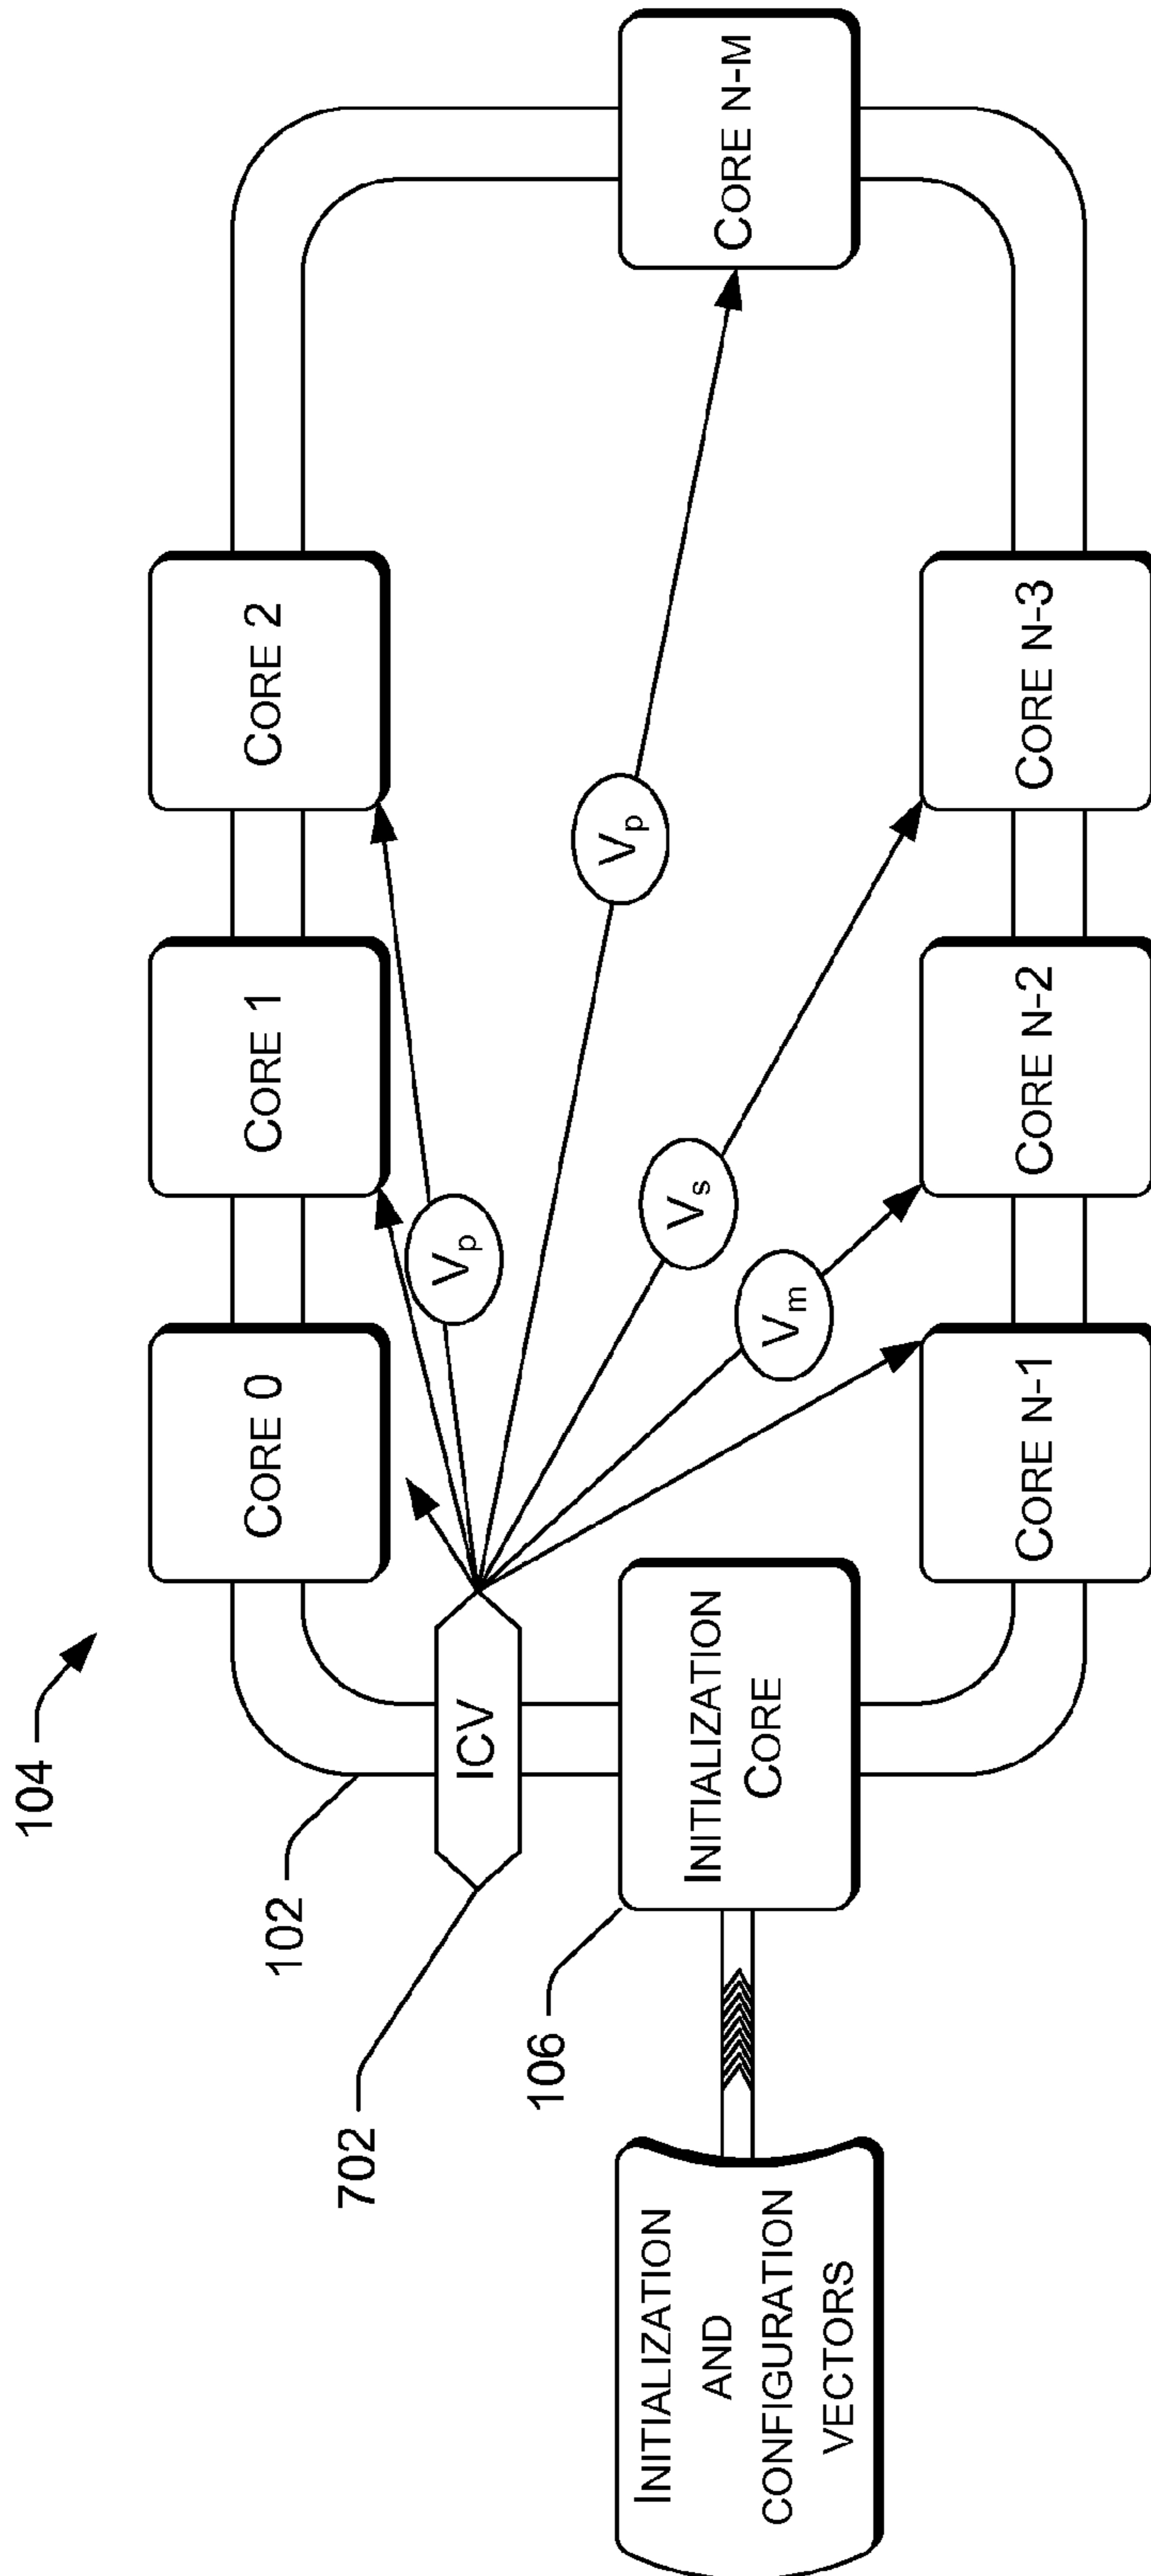 104
102
702
106
CORE 0
CORE 1
CORE 2
CORE N-M
ICV
Vp
Vp
Vs
Vm
INITIALIZATION
CORE
INITIALIZATION
AND
CONFIGURATION
VECTORS
CORE N-1
CORE N-2
CORE N-3